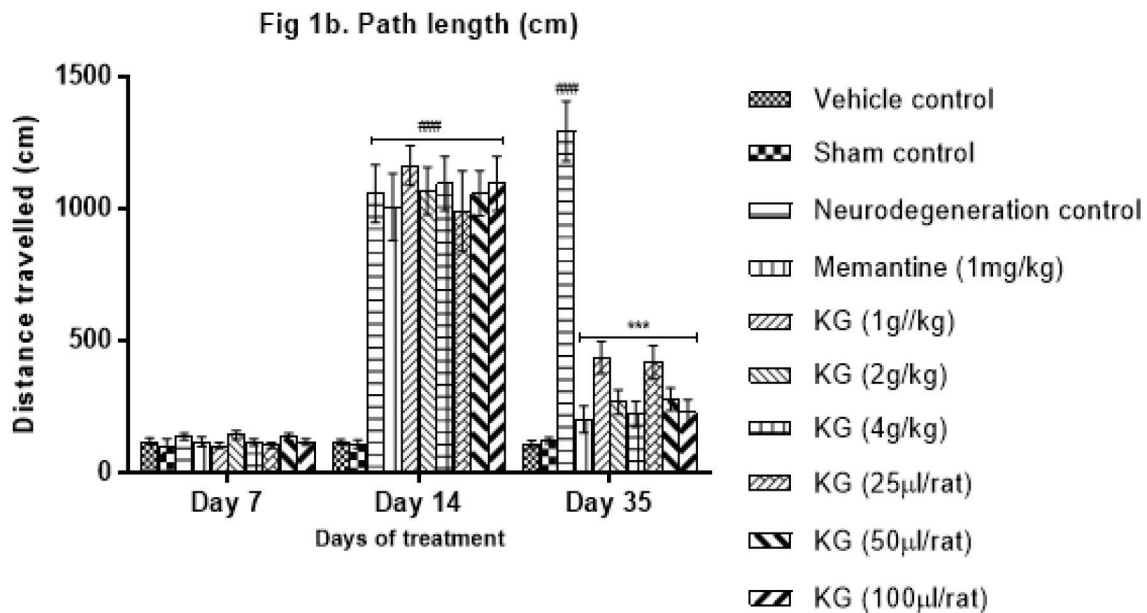 Fig 1b. Path length (cm)
Distance travelled (cm)
1500
1000
500
0
###
###
***
Day 7
Day 14
Day 35
Days of treatment
Vehicle control
Sham control
Neurodegeneration control
Memantine (1mg/kg)
KG (1g//kg)
KG (2g/kg)
KG (4g/kg)
KG (25µl/rat)
KG (50µl/rat)
KG (100µl/rat)